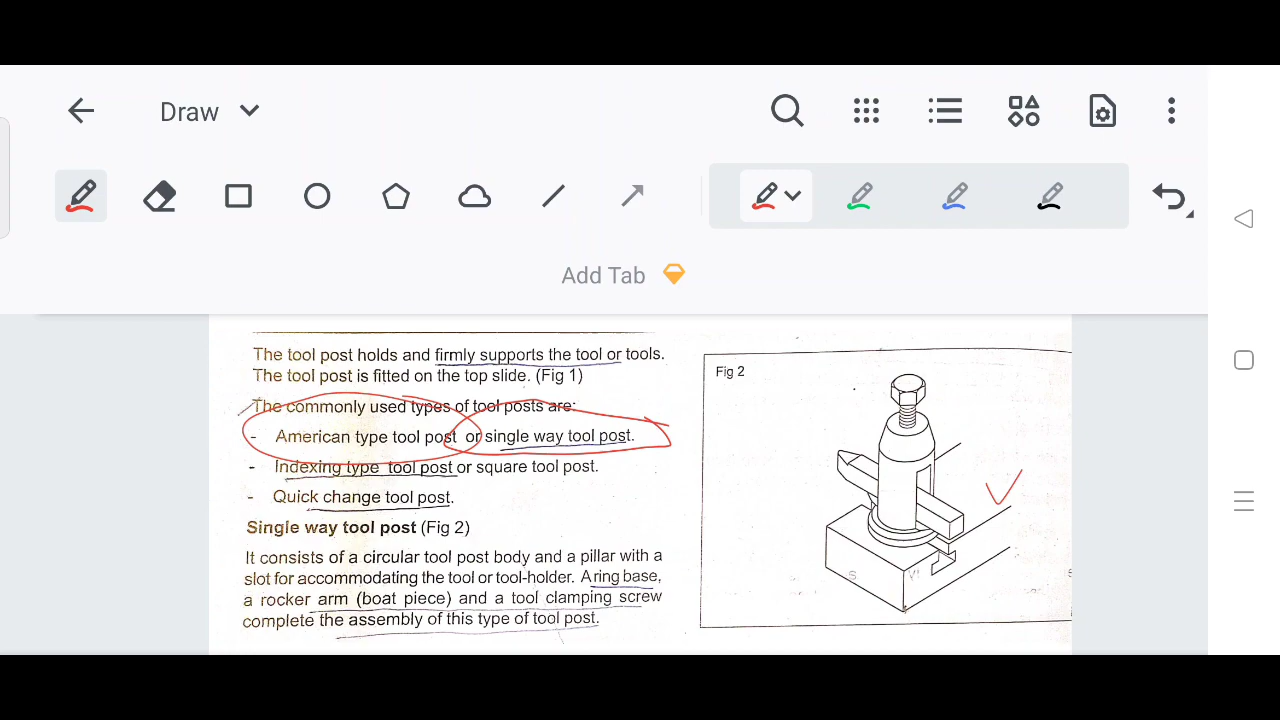 Draw
Add Tab
The tool post holds and firmly supports the tool or tools.
The tool post is fitted on the top slide. (Fig 1)
The commonly used types of tool posts are:
- American type tool post or single way tool post.
- Indexing type tool post or square tool post.
- Quick change tool post.
Single way tool post (Fig 2)
It consists of a circular tool post body and a pillar with a
slot for accommodating the tool or tool-holder. A ring base,
a rocker arm (boat piece) and a tool clamping screw
complete the assembly of this type of tool post.
Fig 2